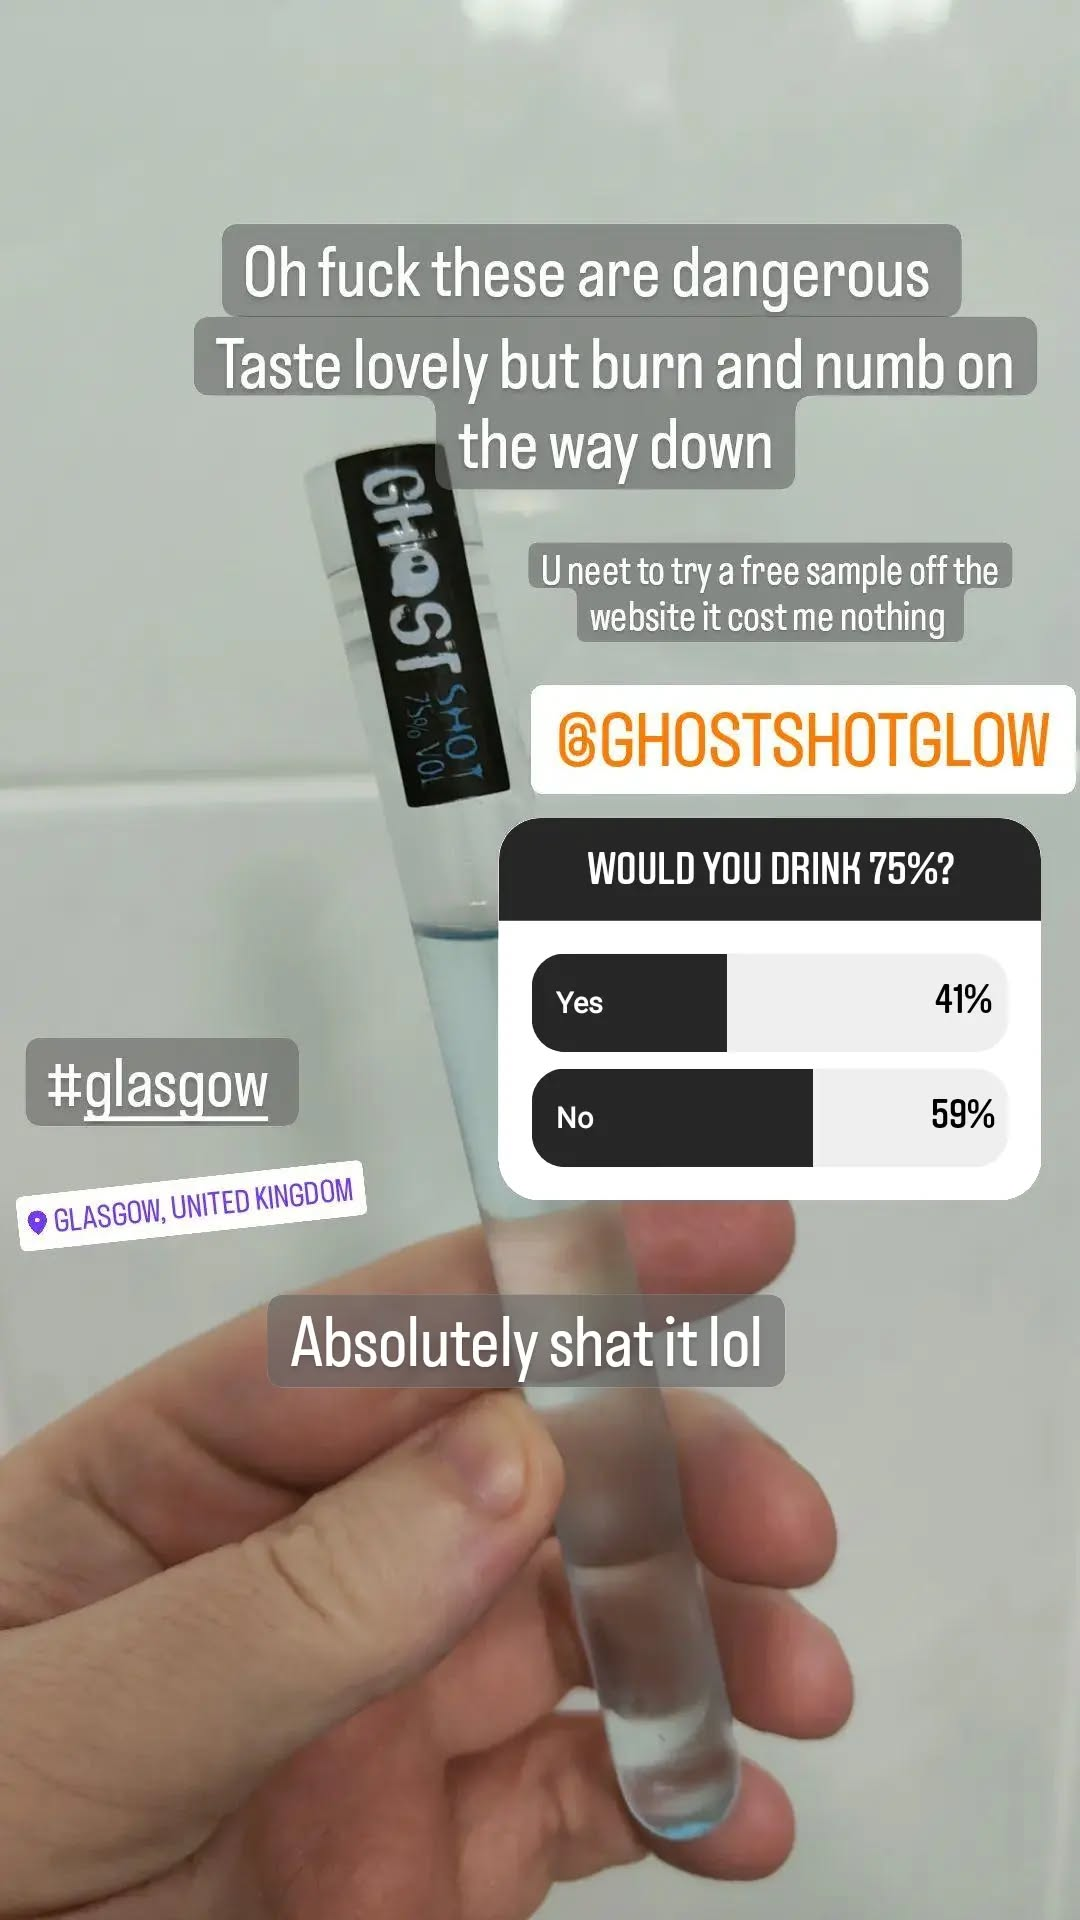 Oh fuck these are dangerous
Taste lovely but burn and numb on
the way down
GHOST
SHOT
75% VOL
U neet to try a free sample off the
website it cost me nothing
@GHOSTSHOTGLOW
WOULD YOU DRINK 75%?
Yes 41%
No 59%
#glasgow
GLASGOW, UNITED KINGDOM
Absolutely shat it lol